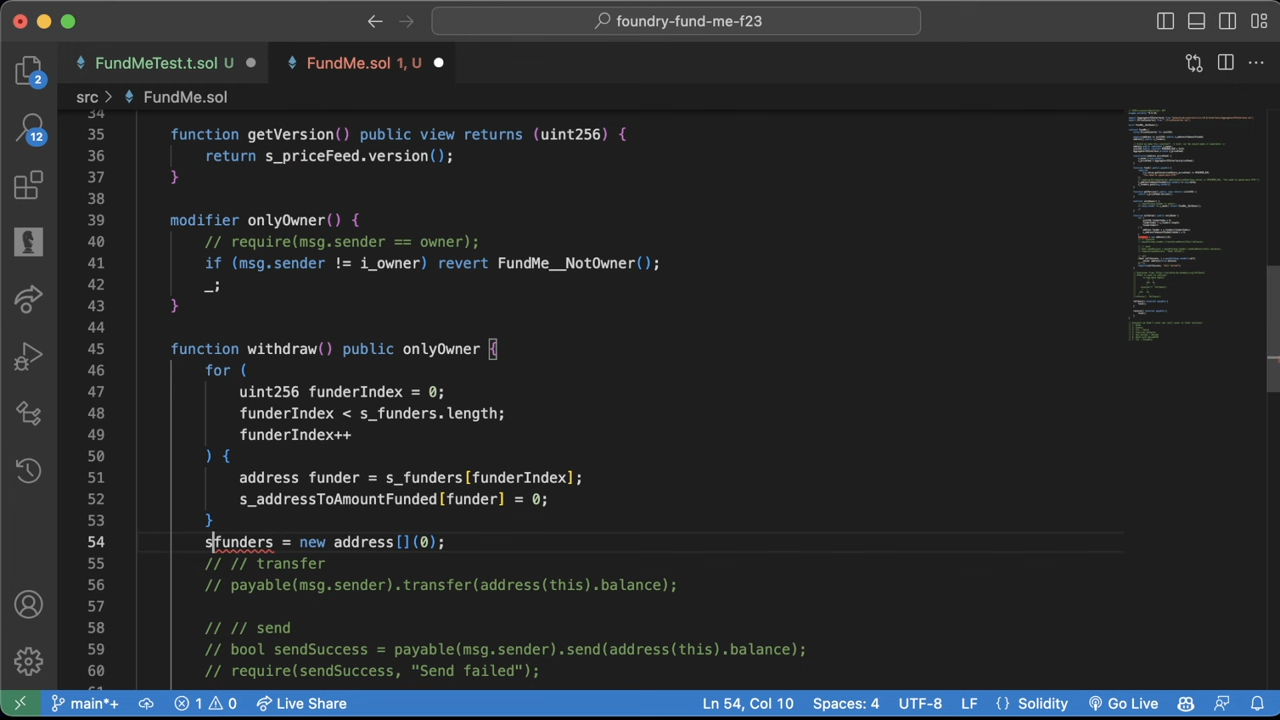 foundry-fund-me-f23
2
12
FundMeTest.t.sol U
FundMe.sol 1, U
src > FundMe.sol
34
35 function getVersion() public view returns (uint256) {
36 return s_priceFeed.version();
37 }
38
39 modifier onlyOwner() {
40 // require(msg.sender == owner);
41 if (msg.sender != i_owner) revert FundMe__NotOwner();
42 _;
43 }
44
45 function withdraw() public onlyOwner {
46 for (
47 uint256 funderIndex = 0;
48 funderIndex < s_funders.length;
49 funderIndex++
50 ) {
51 address funder = s_funders[funderIndex];
52 s_addressToAmountFunded[funder] = 0;
53 }
54 sfunders = new address[](0);
55 // // transfer
56 // payable(msg.sender).transfer(address(this).balance);
57
58 // // send
59 // bool sendSuccess = payable(msg.sender).send(address(this).balance);
60 // require(sendSuccess, "Send failed");
main*+ 1 0 Live Share Ln 54, Col 10 Spaces: 4 UTF-8 LF {} Solidity Go Live